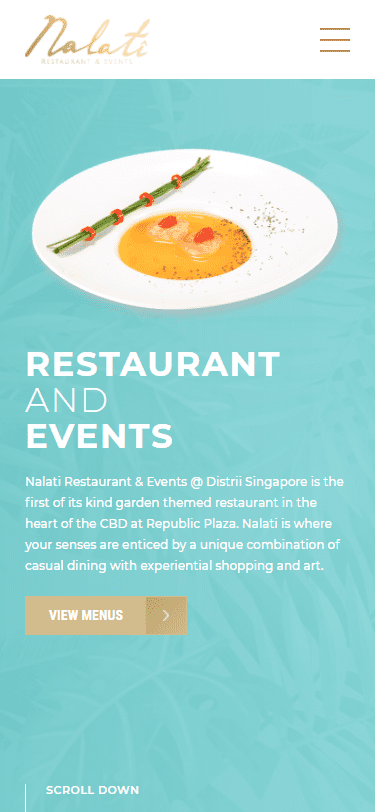 Nalati
RESTAURANT & EVENTS
RESTAURANT
AND
EVENTS
Nalati Restaurant & Events @ Distrii Singapore is the
first of its kind garden themed restaurant in the
heart of the CBD at Republic Plaza. Nalati is where
your senses are enticed by a unique combination of
casual dining with experiential shopping and art.
VIEW MENUS
SCROLL DOWN